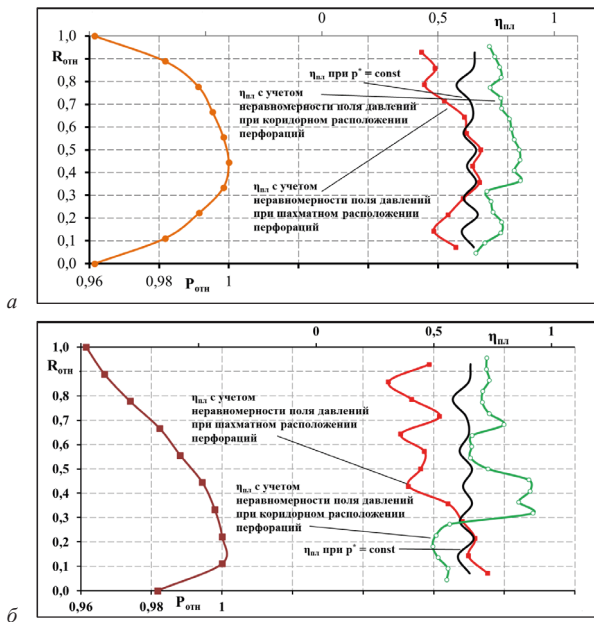 0 0,5 ηпл 1
1,0
Rотн
0,8
0,7
0,6
0,5
0,4
0,3
0,2
0,1
0,0
ηпл при p* = const
ηпл с учетом
неравномерности поля давлений
при коридорном расположении
перфораций
ηпл с учетом
неравномерности поля давлений
при шахматном расположении
перфораций
0,96 0,98 Pотн 1
а
0 0,5 ηпл 1
1,0
Rотн
0,8
0,7
0,6
0,5
0,4
0,3
0,2
0,1
0,0
ηпл с учетом
неравномерности поля давлений
при шахматном расположении
перфораций
ηпл с учетом
неравномерности поля давлений
при коридорном расположении
перфораций
ηпл при p* = const
0,96 0,98 Pотн 1
б